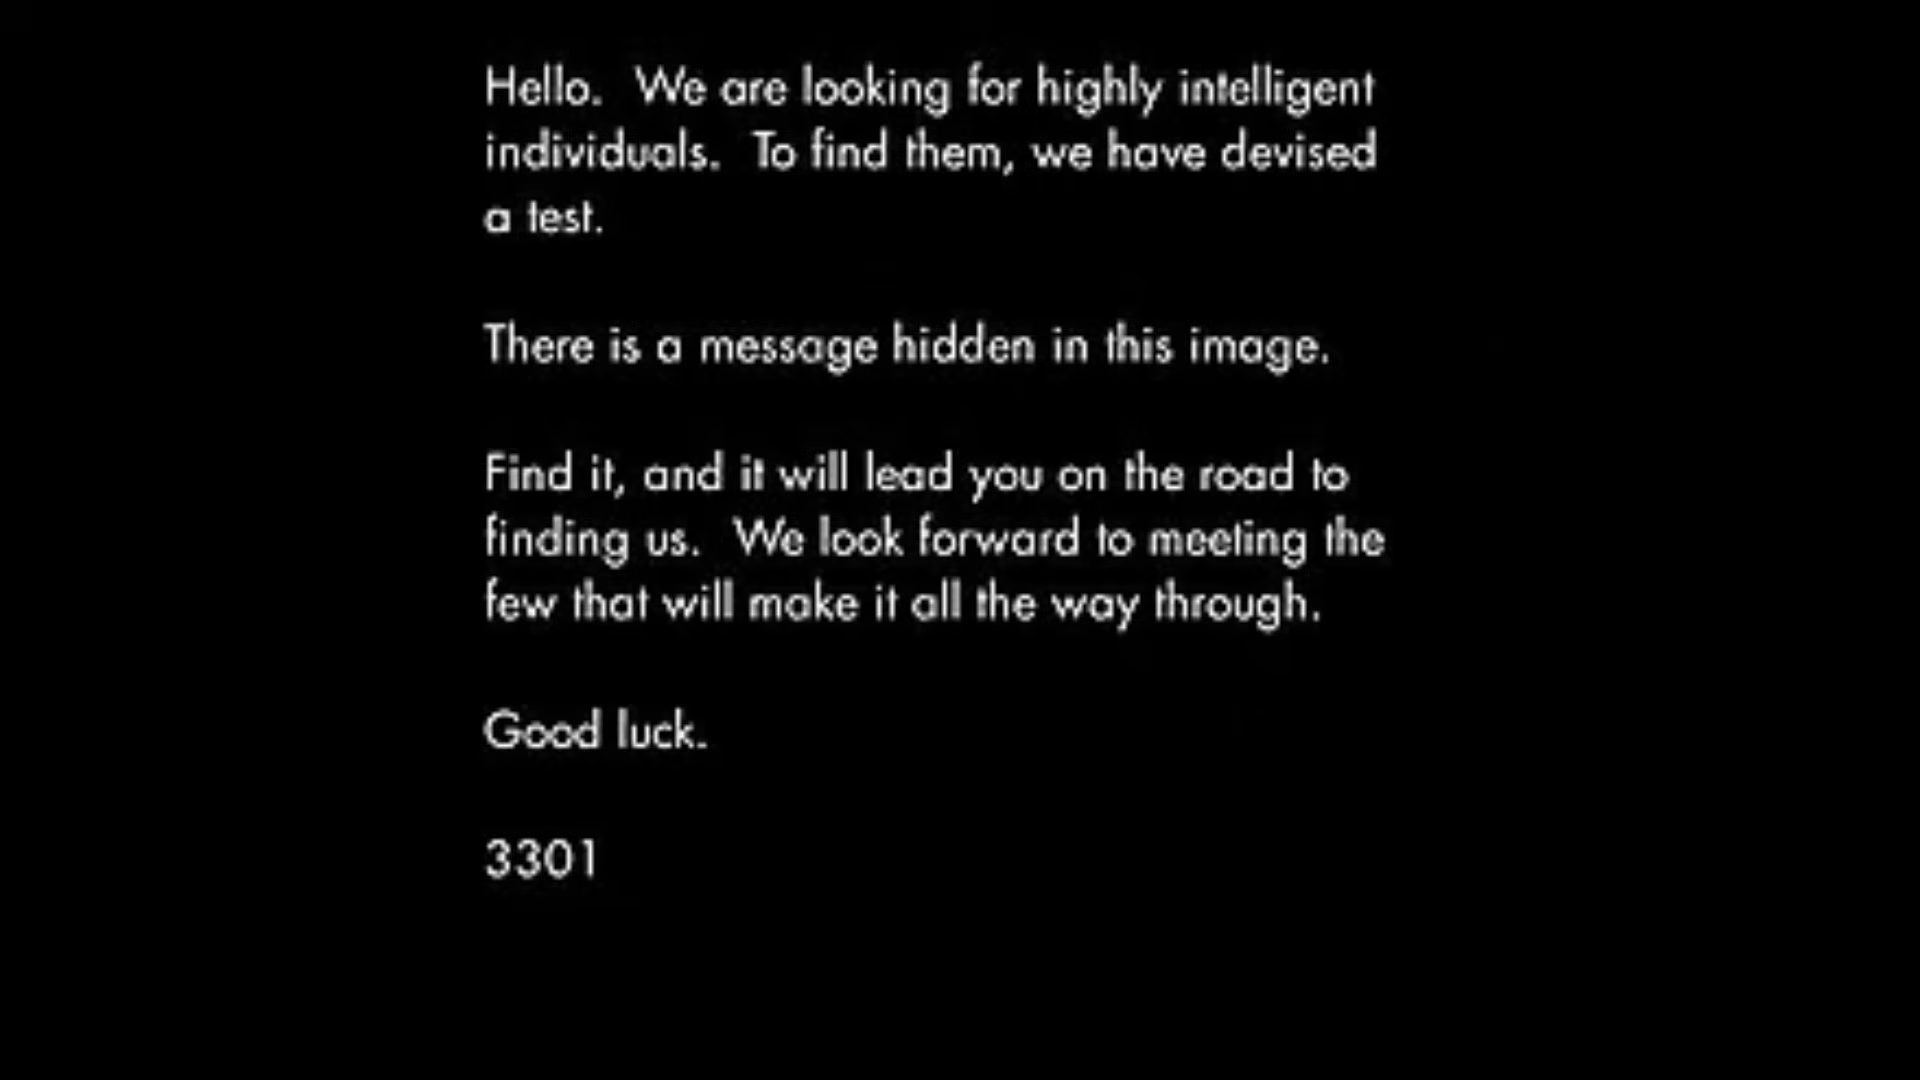 Hello.  We are looking for highly intelligent
individuals.  To find them, we have devised
a test.
There is a message hidden in this image.
Find it, and it will lead you on the road to
finding us.  We look forward to meeting the
few that will make it all the way through.
Good luck.
3301